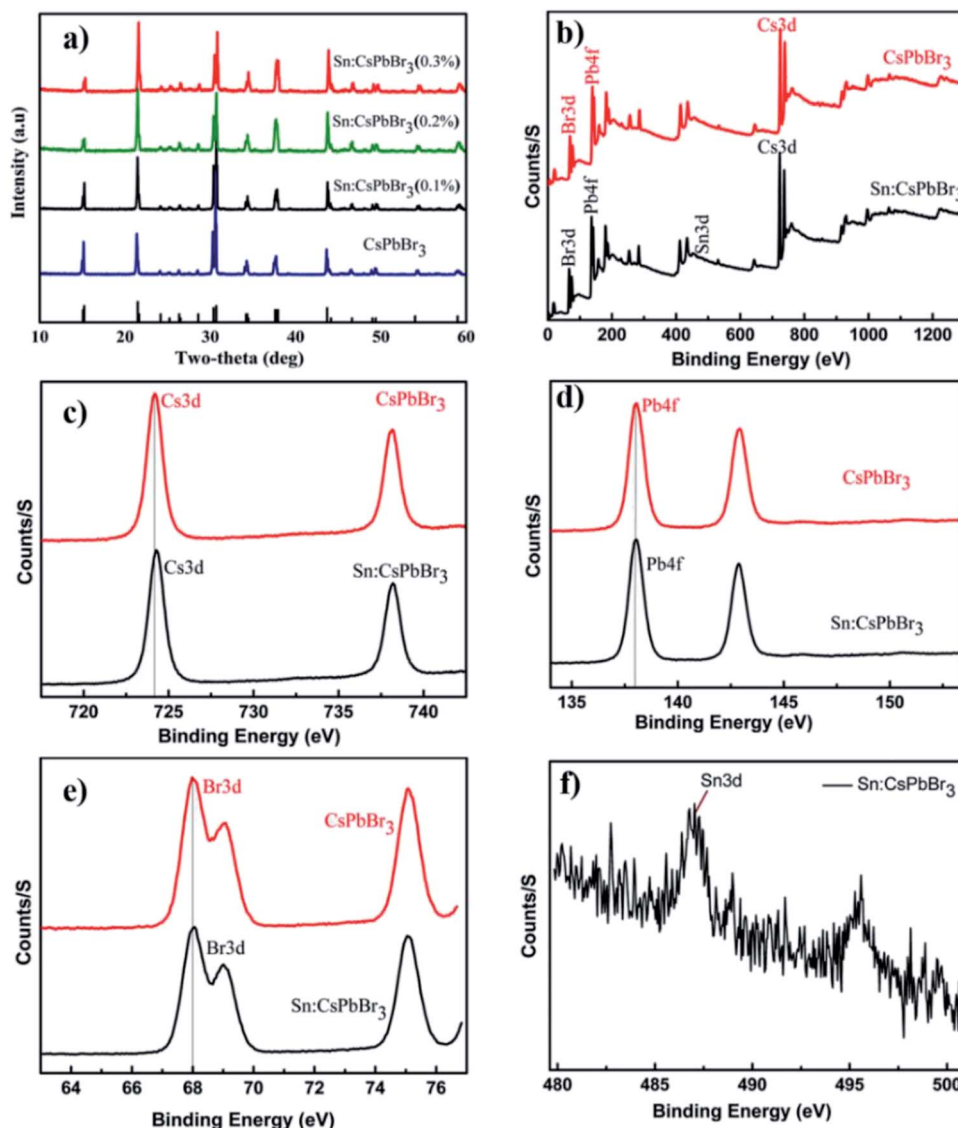 a)
Sn:CsPbBr3(0.3%)
Sn:CsPbBr3(0.2%)
Sn:CsPbBr3(0.1%)
CsPbBr3
Intensity (a.u)
10 20 30 40 50 60
Two-theta (deg)
b)
Cs3d
CsPbBr3
Pb4f
Br3d
Cs3d
Sn:CsPbBr3
Pb4f
Br3d
Sn3d
Counts/S
0 200 400 600 800 1000 1200
Binding Energy (eV)
c)
Cs3d
CsPbBr3
Cs3d
Sn:CsPbBr3
Counts/S
720 725 730 735 740
Binding Energy (eV)
d)
Pb4f
CsPbBr3
Pb4f
Sn:CsPbBr3
Counts/S
135 140 145 150
Binding Energy (eV)
e)
Br3d
CsPbBr3
Br3d
Sn:CsPbBr3
Counts/S
64 66 68 70 72 74 76
Binding Energy (eV)
f)
Sn3d
Sn:CsPbBr3
Counts/S
480 485 490 495 500
Binding Energy (eV)